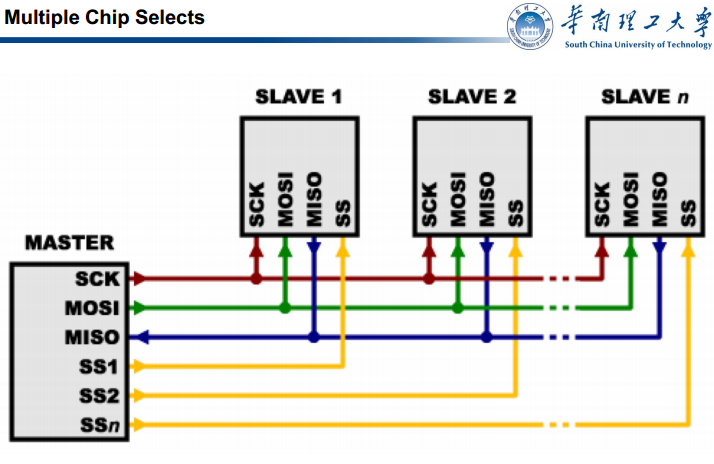 Multiple Chip Selects
华南理工大学
South China University of Technology
SLAVE 1
SLAVE 2
SLAVE n
SCK
MOSI
MISO
SS
SCK
MOSI
MISO
SS
SCK
MOSI
MISO
SS
MASTER
SCK
MOSI
MISO
SS1
SS2
SSn